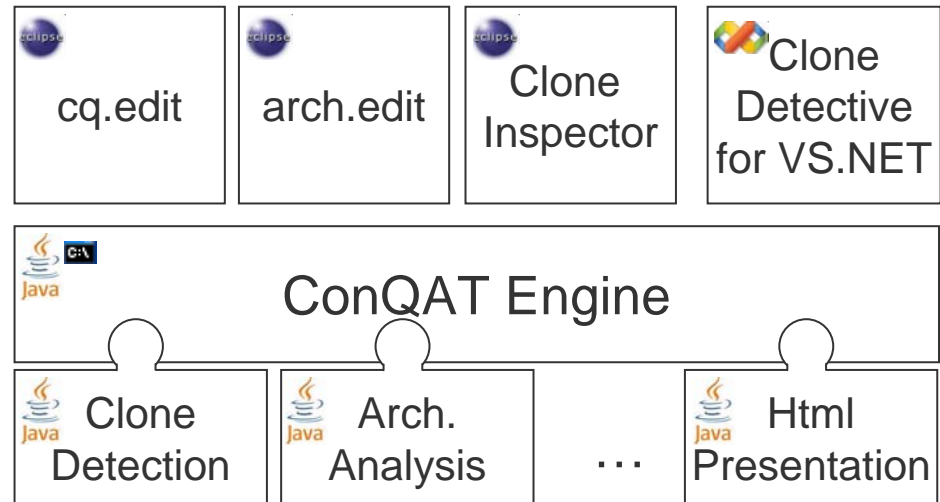 eclipse
cq.edit
eclipse
arch.edit
eclipse
Clone
Inspector
Clone
Detective
for VS.NET
Java
C:\
ConQAT Engine
Java
Clone
Detection
Java
Arch.
Analysis
...
Java
Html
Presentation